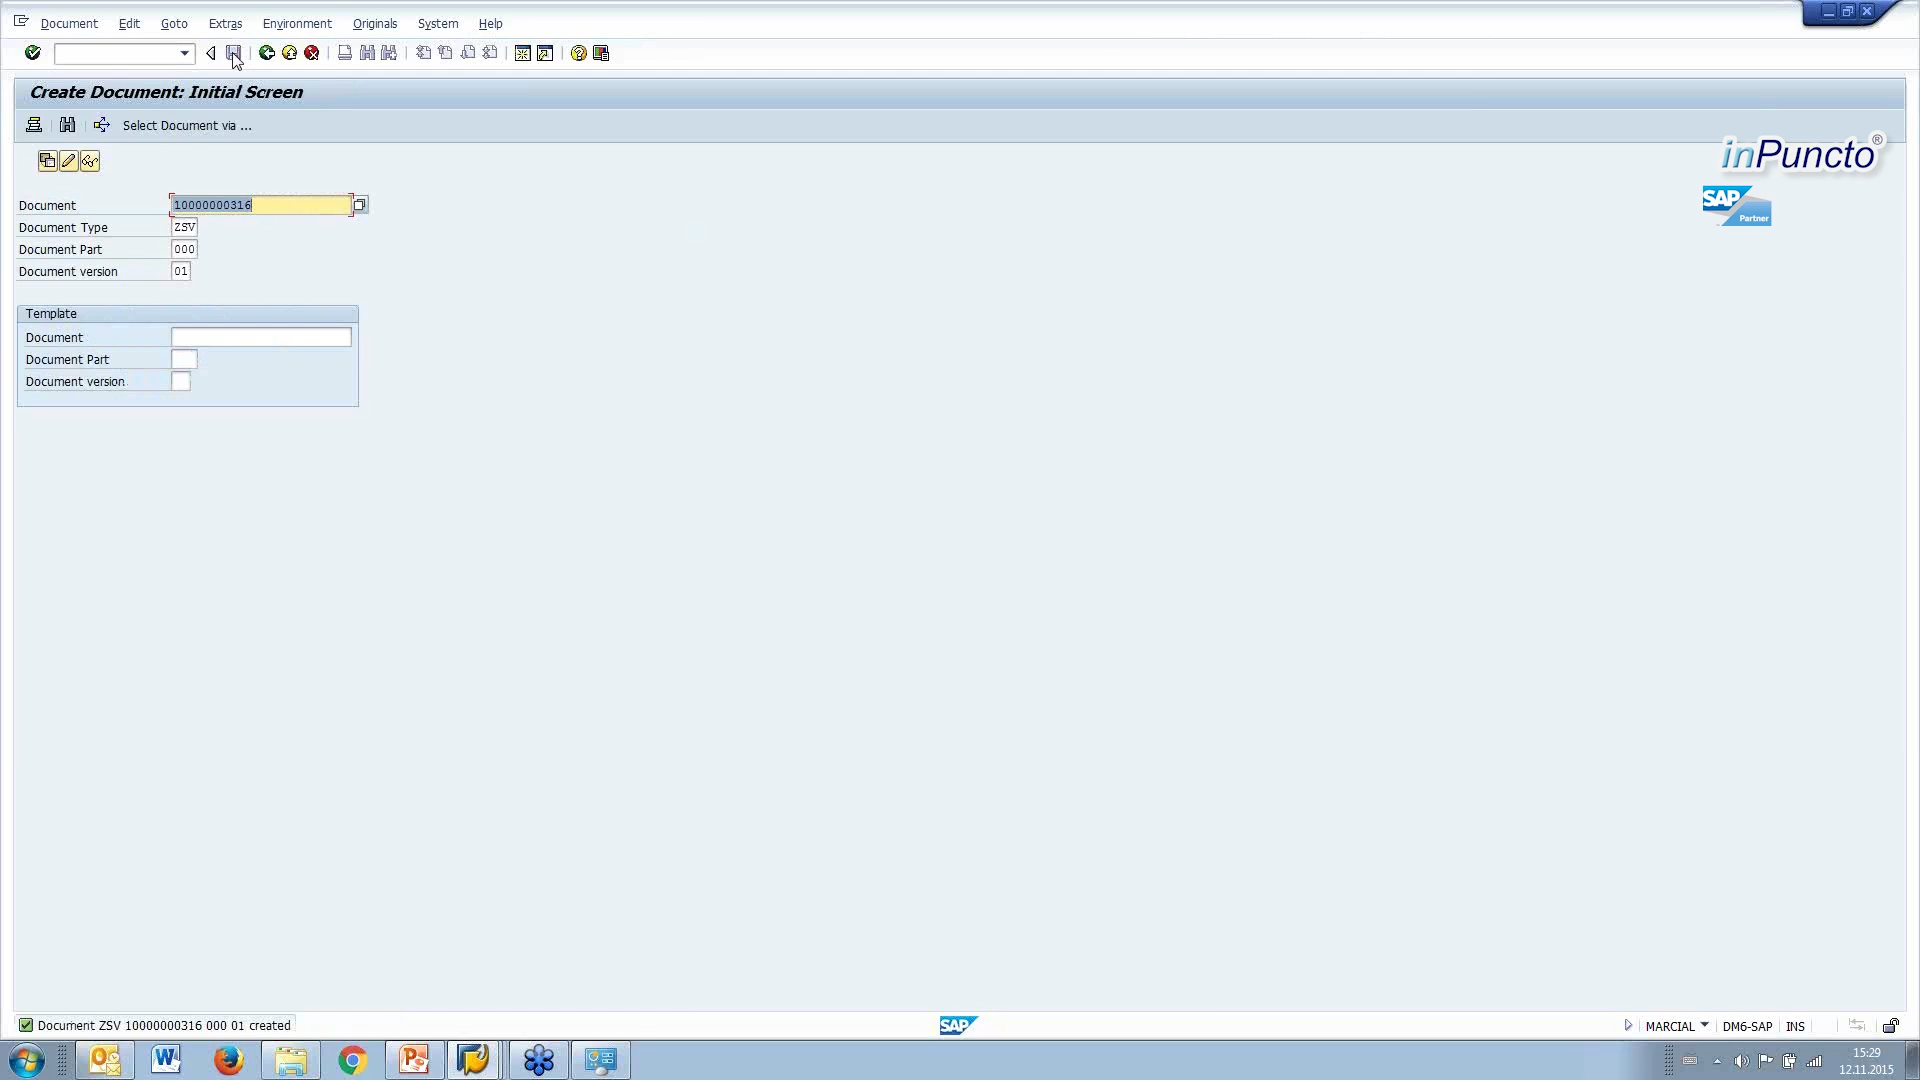 Document Edit Goto Extras Environment Originals System Help
Create Document: Initial Screen
Select Document via ...
inPuncto®
SAP
Partner
Document 10000000316
Document Type ZSV
Document Part 000
Document version 01
Template
Document
Document Part
Document version
Document ZSV 10000000316 000 01 created
SAP
MARCIAL DM6-SAP INS
15:29
12.11.2015